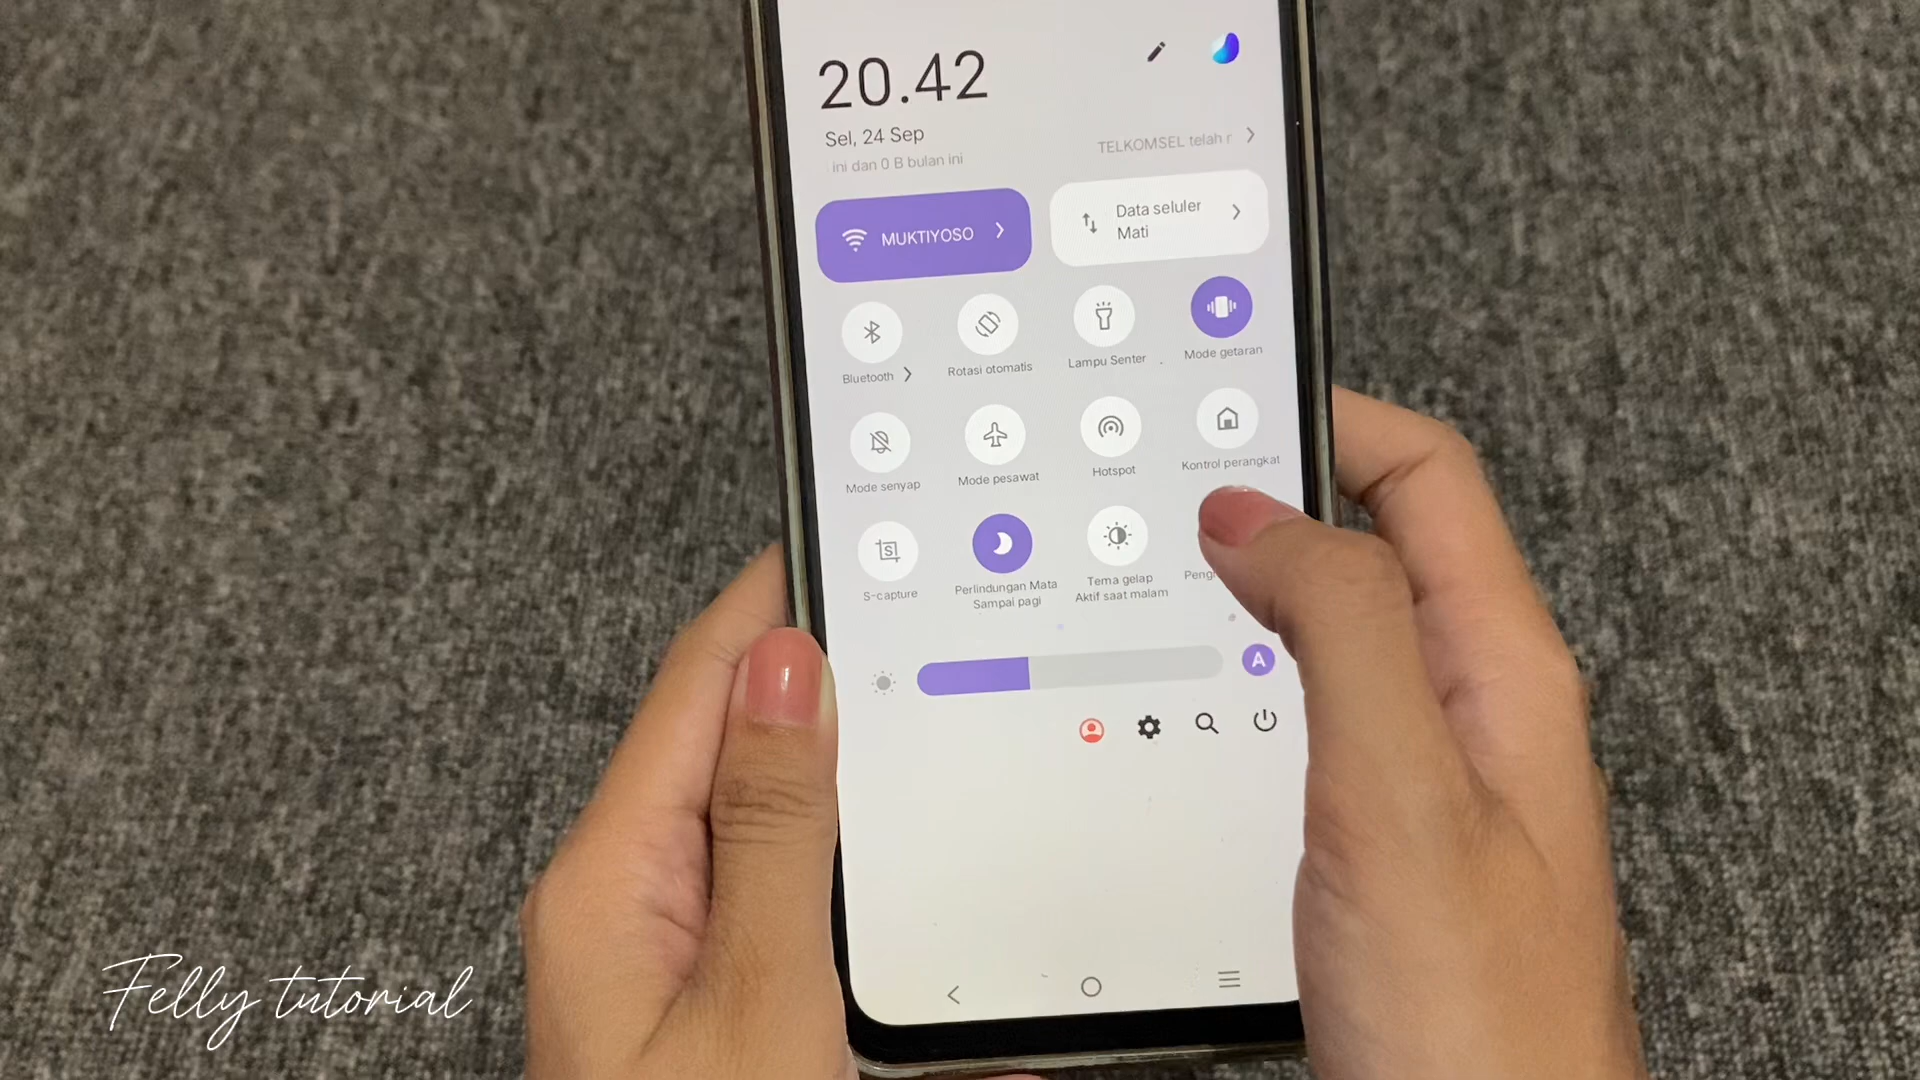 20.42
Sel, 24 Sep
ini dan 0 B bulan ini
TELKOMSEL telah
MUKTIYOSO
Data seluler
Mati
Bluetooth
Rotasi otomatis
Lampu Senter
Mode getaran
Mode senyap
Mode pesawat
Hotspot
Kontrol perangkat
S
S-capture
Perlindungan Mata
Sampai pagi
Tema gelap
Aktif saat malam
A
Felly tutorial